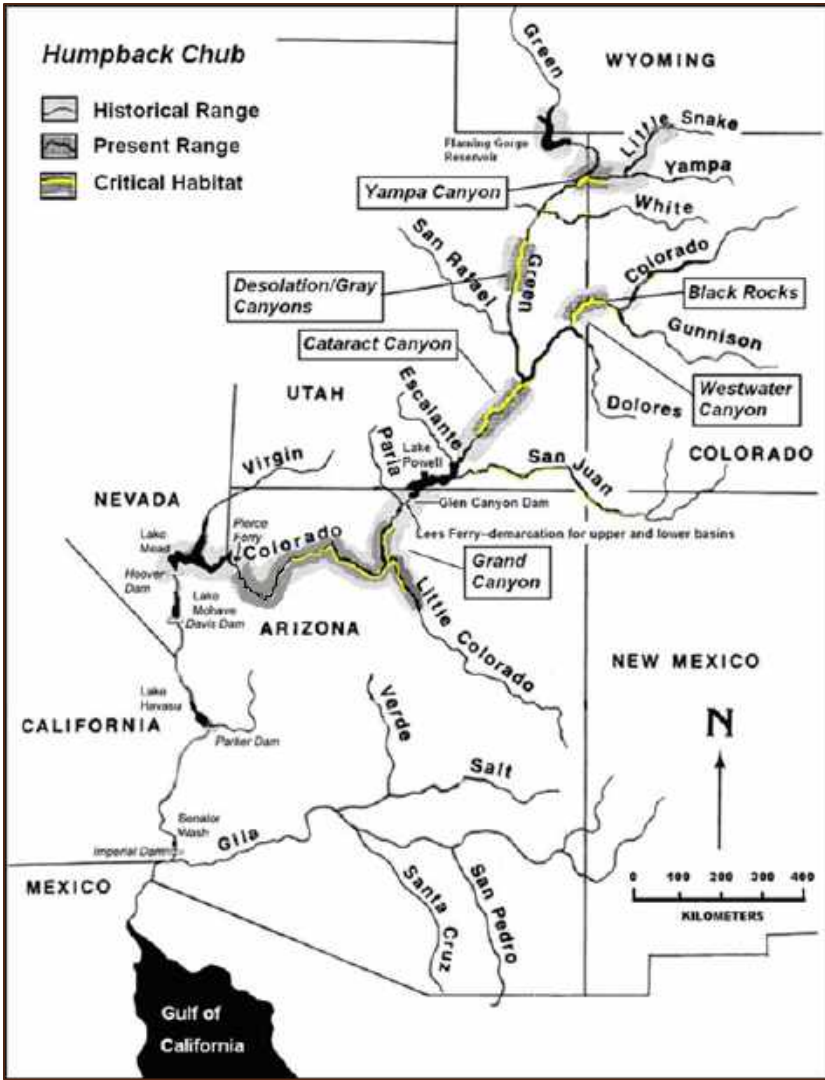 Humpback Chub
Historical Range
Present Range
Critical Habitat
Green
WYOMING
Little Snake
Flaming Gorge
Reservoir
Yampa
Yampa Canyon
White
San Rafael
Green
Colorado
Desolation/Gray
Canyons
Black Rocks
Gunnison
Cataract Canyon
UTAH
Escalante
Westwater
Canyon
Dolores
Paria
Lake
Powell
San Juan
COLORADO
Virgin
NEVADA
Glen Canyon Dam
Lake
Mead
Pierce
Ferry
Colorado
Lees Ferry--demarcation for upper and lower basins
Grand
Canyon
Hoover
Dam
Lake
Mohave
Davis Dam
ARIZONA
Little Colorado
NEW MEXICO
Lake
Havasu
CALIFORNIA
Parker Dam
Verde
N
Salt
Senator
Wash
Gila
Imperial Dam
MEXICO
Santa Cruz
San Pedro
0 100 200 300 400
KILOMETERS
Gulf of
California